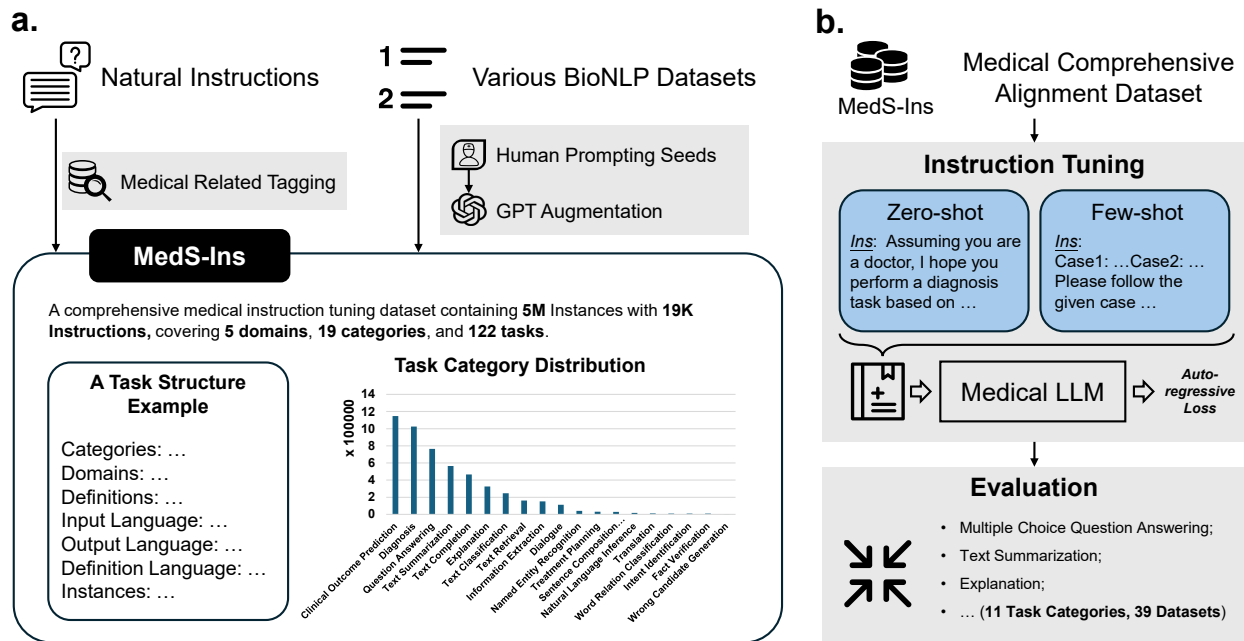 a.
?
Natural Instructions
1
2
Various BioNLP Datasets
Medical Related Tagging
Human Prompting Seeds
GPT Augmentation
MedS-Ins
A comprehensive medical instruction tuning dataset containing 5M Instances with 19K
Instructions, covering 5 domains, 19 categories, and 122 tasks.
A Task Structure
Example
Categories: …
Domains: …
Definitions: …
Input Language: …
Output Language: …
Definition Language: …
Instances: …
Task Category Distribution
x 100000
14
12
10
8
6
4
2
0
Clinical Outcome Prediction
Diagnosis
Question Answering
Text Summarization
Text Completion
Explanation
Text Classification
Text Retrieval
Information Extraction
Dialogue
Named Entity Recognition
Treatment Planning
Sentence Composition…
Natural Language Inference
Translation
Word Relation Classification
Intent Identification
Fact Verification
Wrong Candidate Generation
b.
MedS-Ins
Medical Comprehensive
Alignment Dataset
Instruction Tuning
Zero-shot
Ins: Assuming you are
a doctor, I hope you
perform a diagnosis
task based on …
Few-shot
Ins:
Case1: …Case2: …
Please follow the
given case …
Medical LLM
Auto-
regressive
Loss
Evaluation
• Multiple Choice Question Answering;
• Text Summarization;
• Explanation;
• … (11 Task Categories, 39 Datasets)